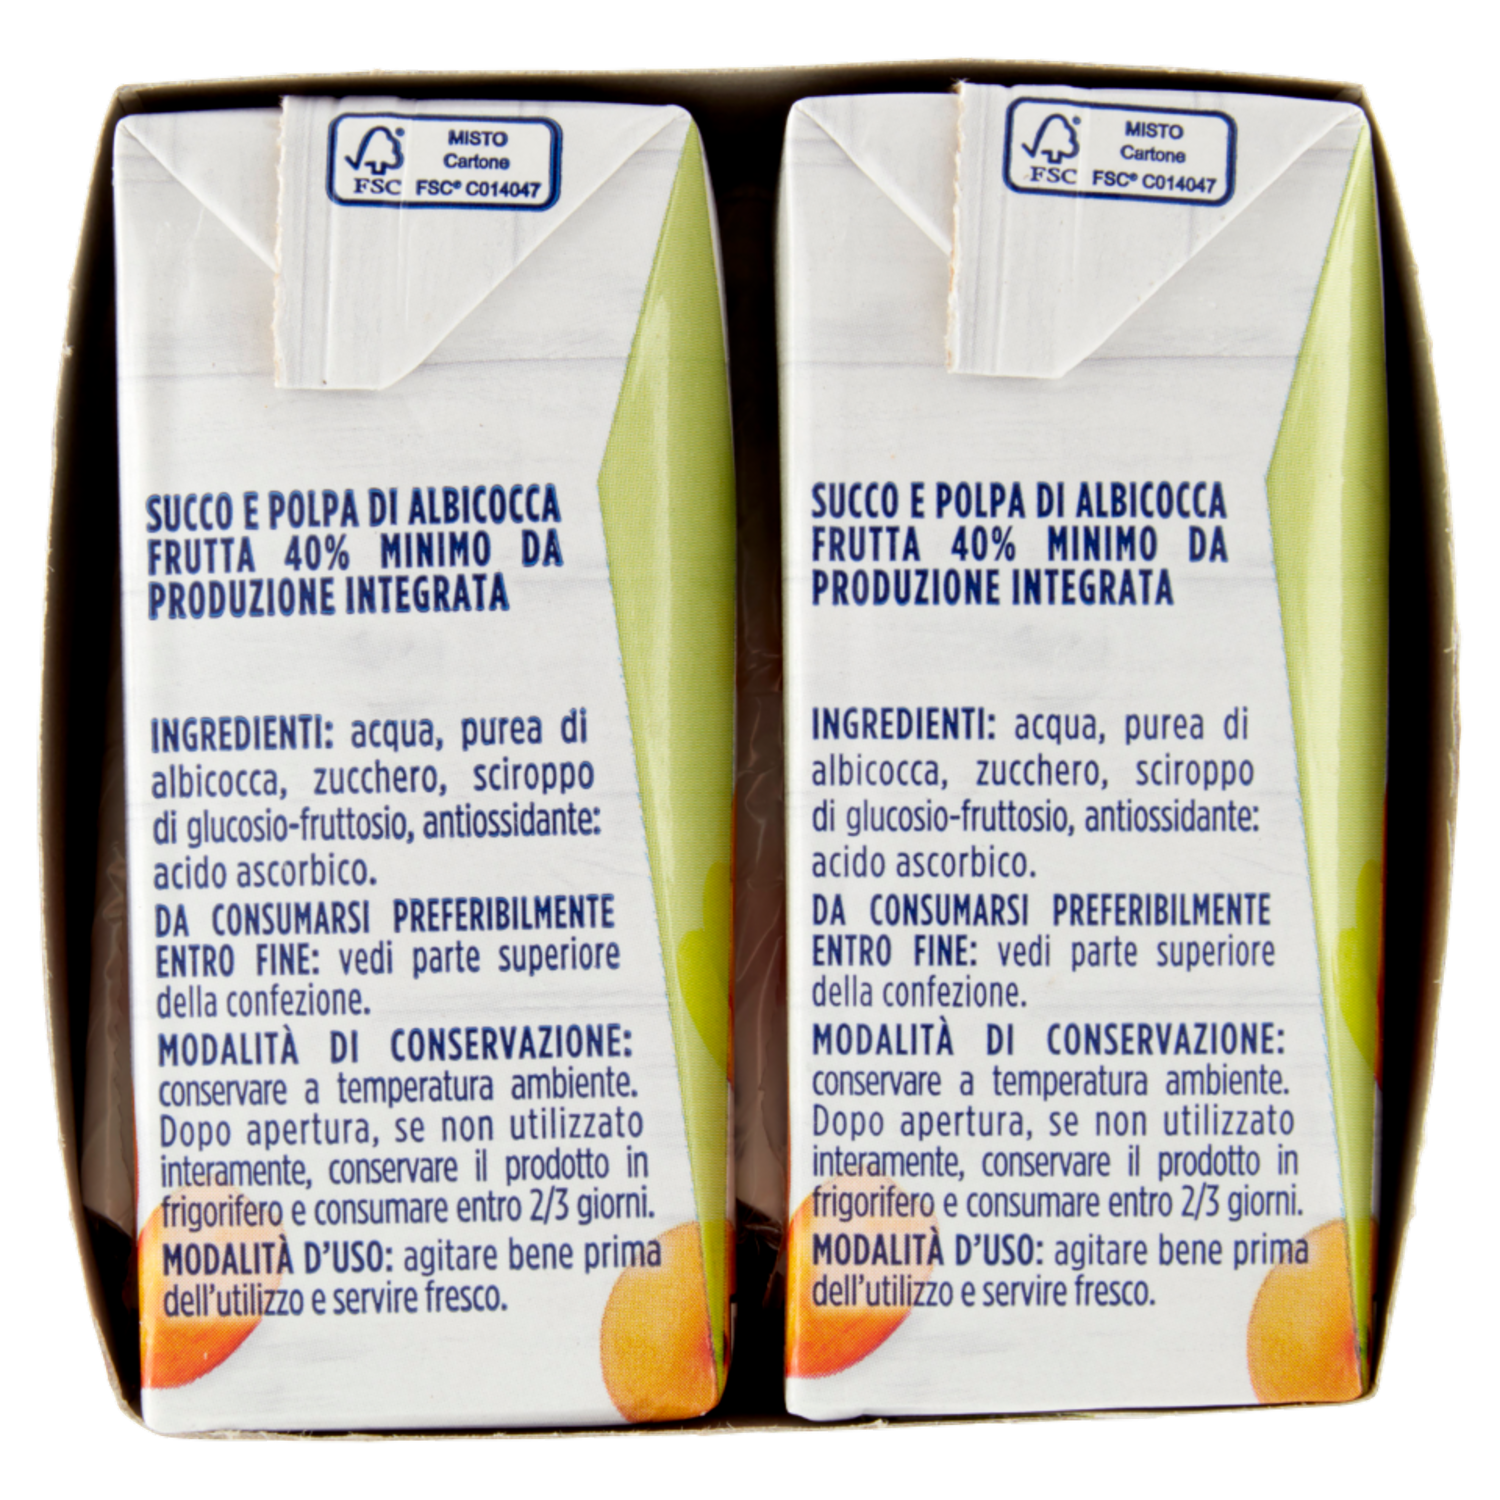 MISTO
Cartone
FSC FSC® C014047
SUCCO E POLPA DI ALBICOCCA
FRUTTA 40% MINIMO DA
PRODUZIONE INTEGRATA
INGREDIENTI: acqua, purea di
albicocca, zucchero, sciroppo
di glucosio-fruttosio, antiossidante:
acido ascorbico.
DA CONSUMARSI PREFERIBILMENTE
ENTRO FINE: vedi parte superiore
della confezione.
MODALITÀ DI CONSERVAZIONE:
conservare a temperatura ambiente.
Dopo apertura, se non utilizzato
interamente, conservare il prodotto in
frigorifero e consumare entro 2/3 giorni.
MODALITÀ D'USO: agitare bene prima
dell'utilizzo e servire fresco.
MISTO
Cartone
FSC FSC® C014047
SUCCO E POLPA DI ALBICOCCA
FRUTTA 40% MINIMO DA
PRODUZIONE INTEGRATA
INGREDIENTI: acqua, purea di
albicocca, zucchero, sciroppo
di glucosio-fruttosio, antiossidante:
acido ascorbico.
DA CONSUMARSI PREFERIBILMENTE
ENTRO FINE: vedi parte superiore
della confezione.
MODALITÀ DI CONSERVAZIONE:
conservare a temperatura ambiente.
Dopo apertura, se non utilizzato
interamente, conservare il prodotto in
frigorifero e consumare entro 2/3 giorni.
MODALITÀ D'USO: agitare bene prima
dell'utilizzo e servire fresco.